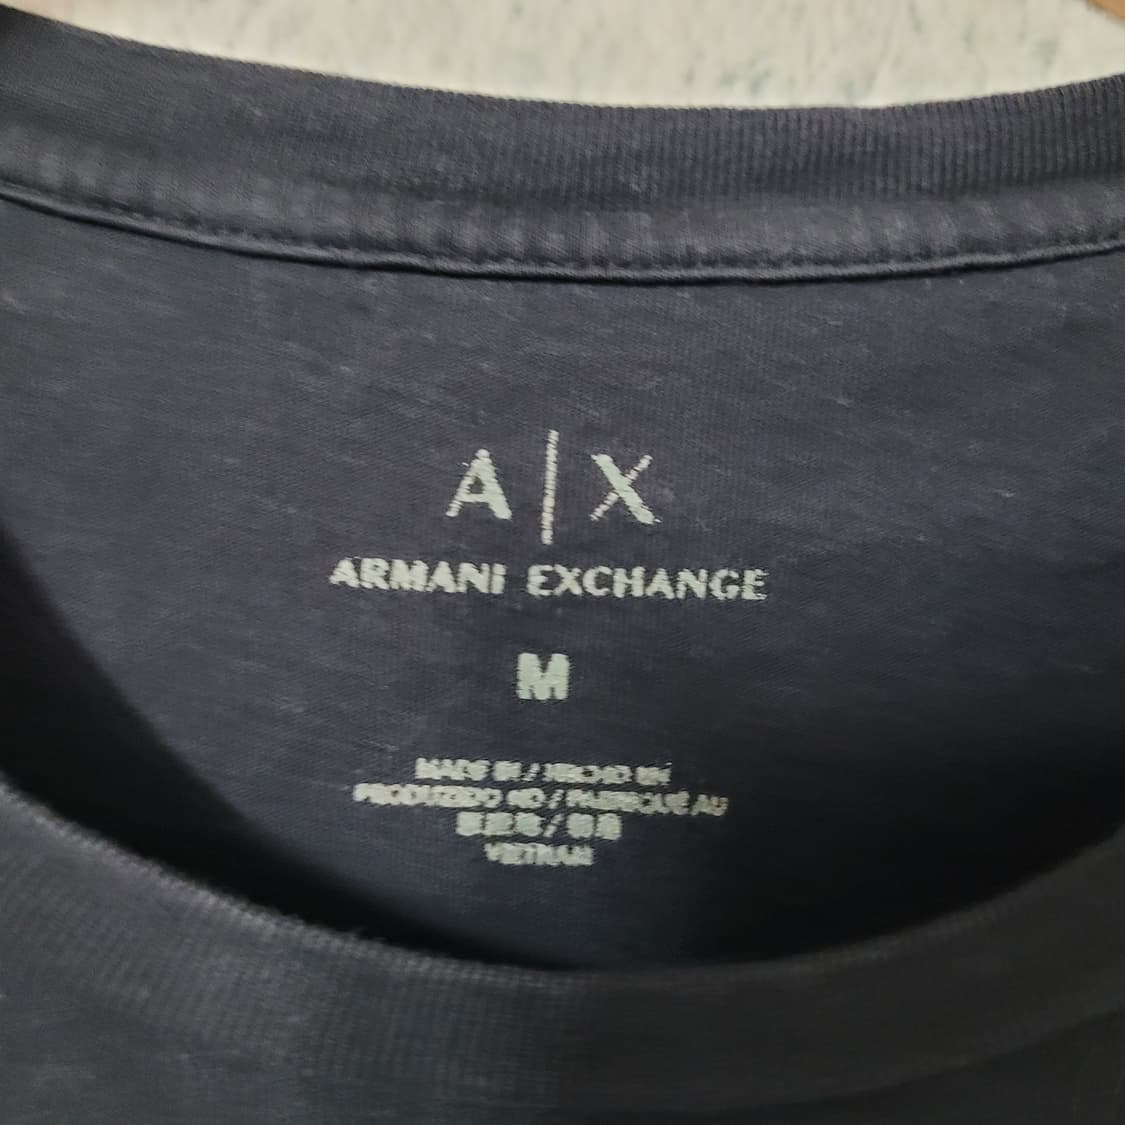 A|X
ARMANI EXCHANGE
M
MADE IN / HECHO EN
PRODUZIDO NO / FABRIQUÉ AU
VIETNAM